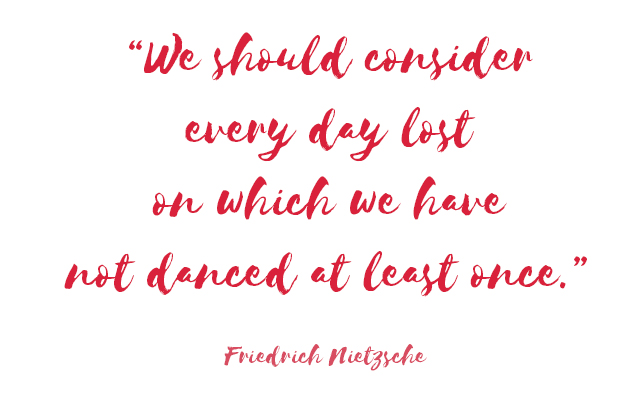 “We should consider
every day lost
on which we have
not danced at least once.”
Friedrich Nietzsche